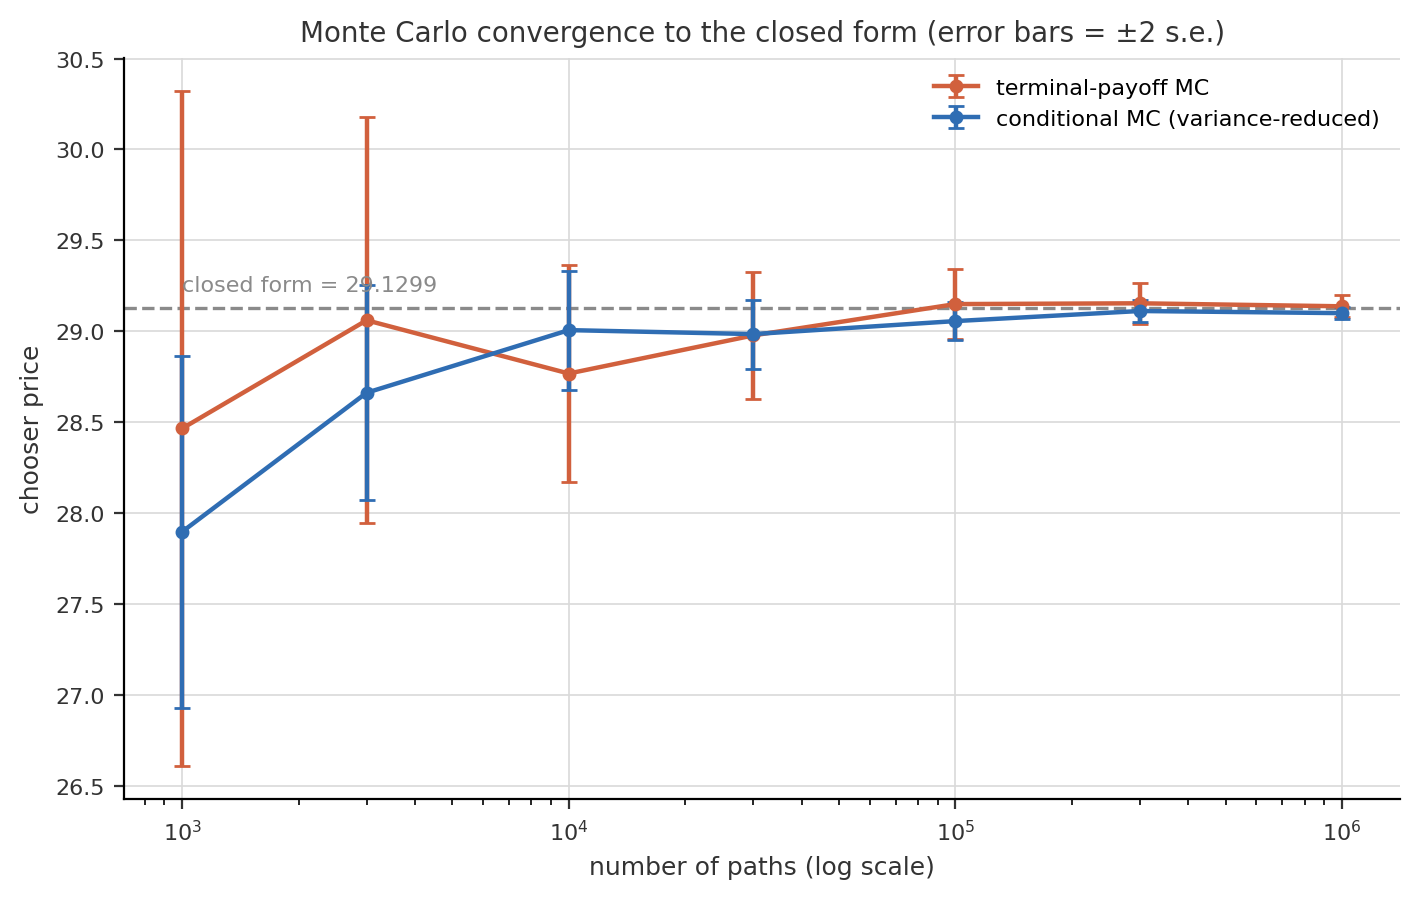 Monte Carlo convergence to the closed form (error bars = ±2 s.e.)
terminal-payoff MC
conditional MC (variance-reduced)
closed form = 29.1299
chooser price
30.5
30.0
29.5
29.0
28.5
28.0
27.5
27.0
26.5
10³ 10⁴ 10⁵ 10⁶
number of paths (log scale)